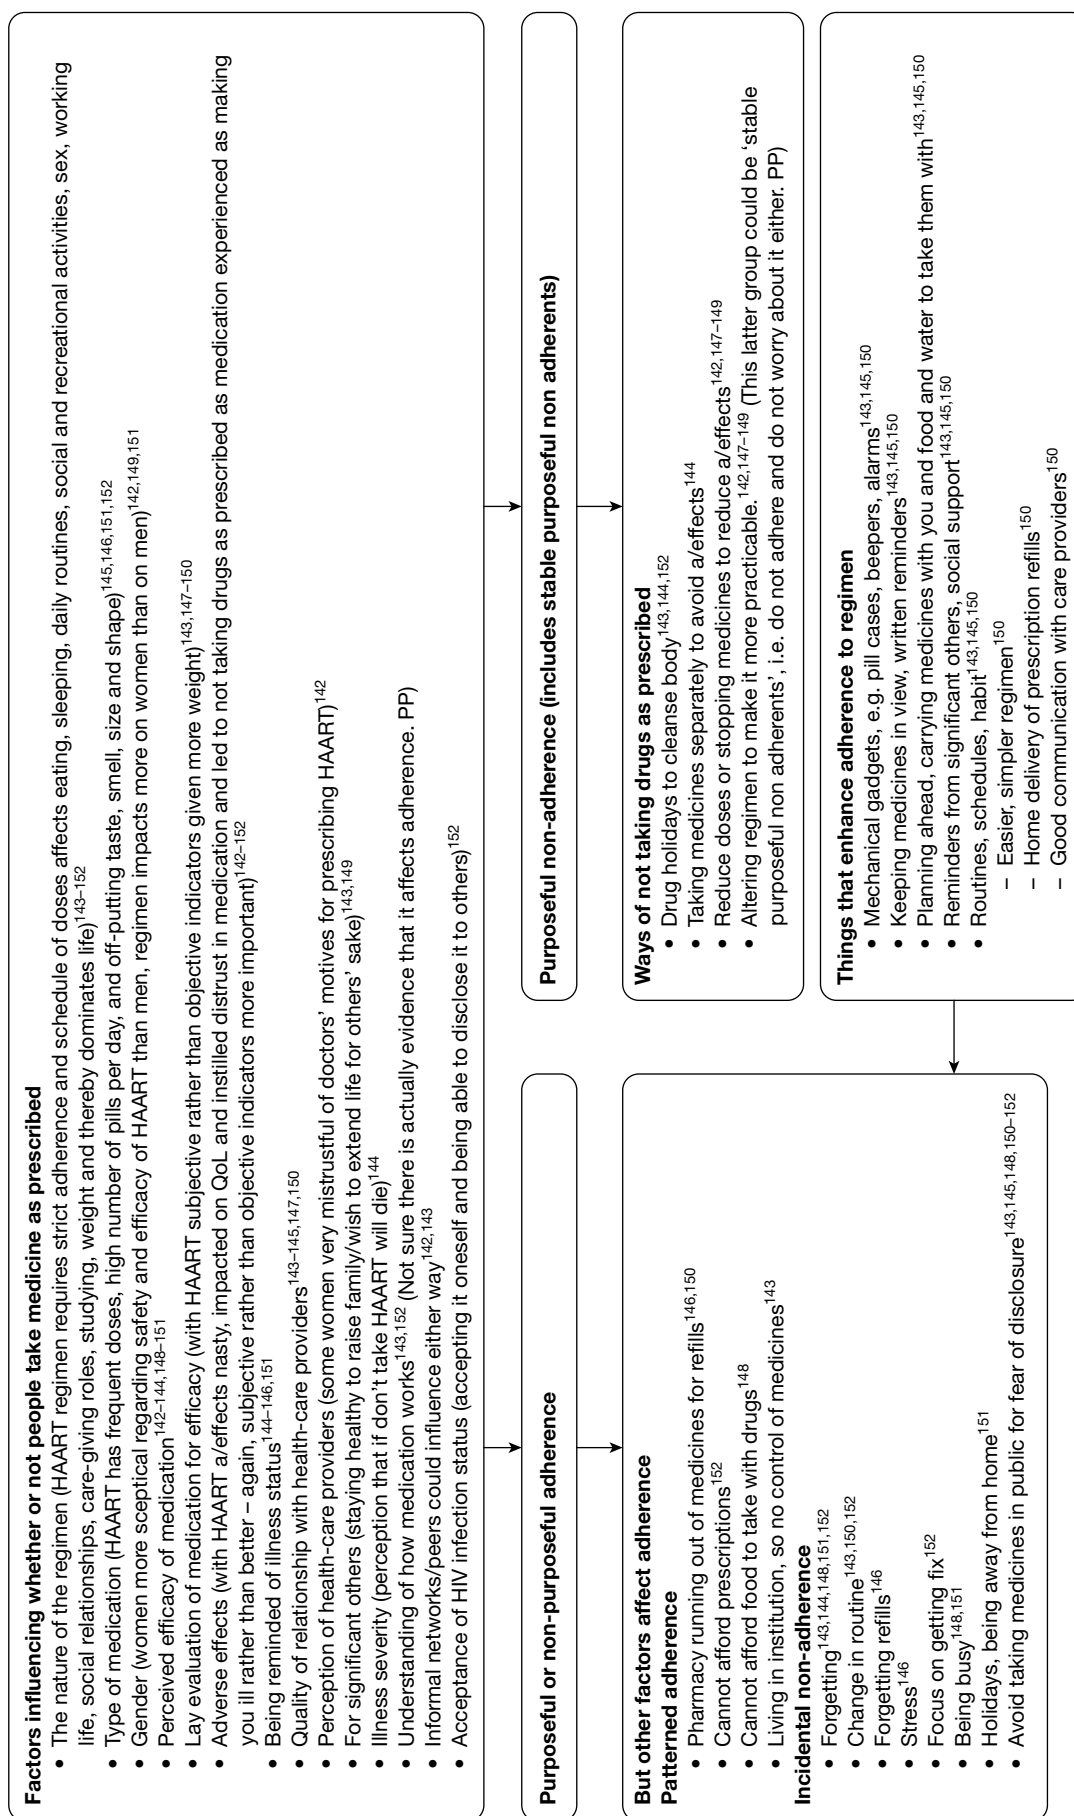 Factors influencing whether or not people take medicine as prescribed
• The nature of the regimen (HAART regimen requires strict adherence and schedule of doses affects eating, sleeping, daily routines, social and recreational activities, sex, working
life, social relationships, care-giving roles, studying, weight and thereby dominates life)143–152
• Type of medication (HAART has frequent doses, high number of pills per day, and off-putting taste, smell, size and shape)145,146,151,152
• Gender (women more sceptical regarding safety and efficacy of HAART than men, regimen impacts more on women than on men)142,149,151
• Perceived efficacy of medication142–144,148–151
• Lay evaluation of medication for efficacy (with HAART subjective rather than objective indicators given more weight)143,147–150
• Adverse effects (with HAART a/effects nasty, impacted on QoL and instilled distrust in medication and led to not taking drugs as prescribed as medication experienced as making
you ill rather than better – again, subjective rather than objective indicators more important)142–152
• Being reminded of illness status144–146,151
• Quality of relationship with health-care providers143–145,147,150
• Perception of health-care providers (some women very mistrustful of doctors' motives for prescribing HAART)142
• For significant others (staying healthy to raise family/wish to extend life for others' sake)143,149
• Illness severity (perception that if don't take HAART will die)144
• Understanding of how medication works143,152 (Not sure there is actually evidence that it affects adherence. PP)
• Informal networks/peers could influence either way142,143
• Acceptance of HIV infection status (accepting it oneself and being able to disclose it to others)152
Purposeful or non-purposeful adherence
Purposeful non-adherence (includes stable purposeful non adherents)
But other factors affect adherence
Patterned adherence
• Pharmacy running out of medicines for refills146,150
• Cannot afford prescriptions152
• Cannot afford food to take with drugs148
• Living in institution, so no control of medicines143
Incidental non-adherence
• Forgetting143,144,148,151,152
• Change in routine143,150,152
• Forgetting refills146
• Stress146
• Focus on getting fix152
• Being busy148,151
• Holidays, being away from home151
• Avoid taking medicines in public for fear of disclosure143,145,148,150–152
Ways of not taking drugs as prescribed
• Drug holidays to cleanse body143,144,152
• Taking medicines separately to avoid a/effects144
• Reduce doses or stopping medicines to reduce a/effects142,147–149
• Altering regimen to make it more practicable.142,147–149 (This latter group could be 'stable
purposeful non adherents', i.e. do not adhere and do not worry about it either. PP)
Things that enhance adherence to regimen
• Mechanical gadgets, e.g. pill cases, beepers, alarms143,145,150
• Keeping medicines in view, written reminders143,145,150
• Planning ahead, carrying medicines with you and food and water to take them with143,145,150
• Reminders from significant others, social support143,145,150
• Routines, schedules, habit143,145,150
– Easier, simpler regimen150
– Home delivery of prescription refills150
– Good communication with care providers150